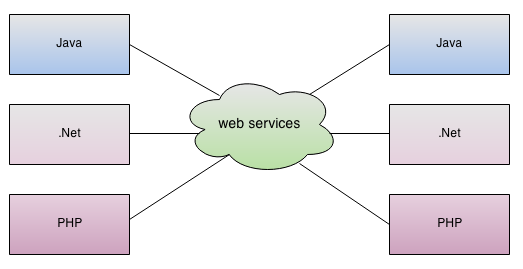 Java
Java
web services
.Net
.Net
PHP
PHP